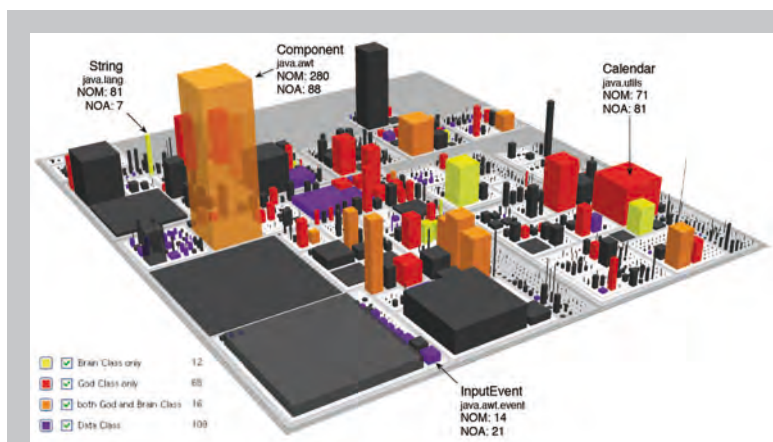 String
java.lang
NOM: 81
NOA: 7
Component
java.awt
NOM: 280
NOA: 88
Calendar
java.utils
NOM: 71
NOA: 81
Brain Class only 12
God Class only 68
both God and Brain Class 16
Data Class
InputEvent
java.awt.event
NOM: 14
NOA: 21